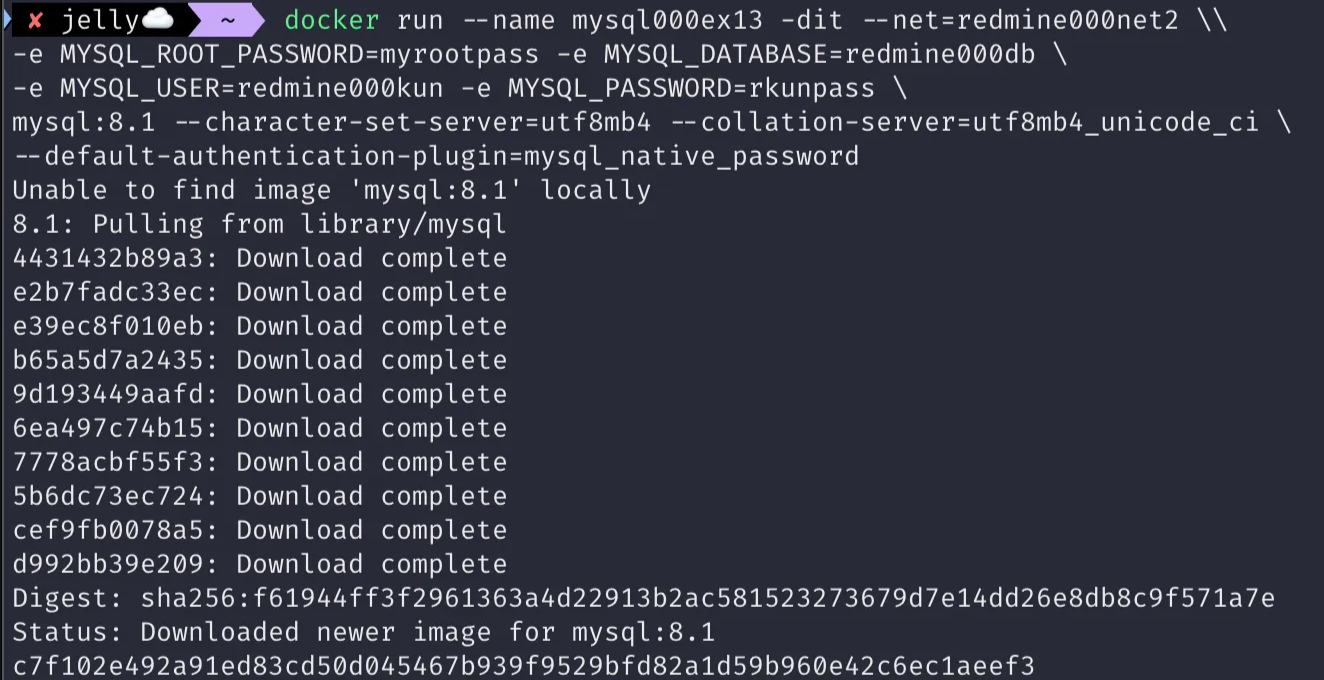 ✘ jelly☁️ ~ docker run --name mysql000ex13 -dit --net=redmine000net2 \\
-e MYSQL_ROOT_PASSWORD=myrootpass -e MYSQL_DATABASE=redmine000db \
-e MYSQL_USER=redmine000kun -e MYSQL_PASSWORD=rkunpass \
mysql:8.1 --character-set-server=utf8mb4 --collation-server=utf8mb4_unicode_ci \
--default-authentication-plugin=mysql_native_password
Unable to find image 'mysql:8.1' locally
8.1: Pulling from library/mysql
4431432b89a3: Download complete
e2b7fadc33ec: Download complete
e39ec8f010eb: Download complete
b65a5d7a2435: Download complete
9d193449aafd: Download complete
6ea497c74b15: Download complete
7778acbf55f3: Download complete
5b6dc73ec724: Download complete
cef9fb0078a5: Download complete
d992bb39e209: Download complete
Digest: sha256:f61944ff3f2961363a4d22913b2ac581523273679d7e14dd26e8db8c9f571a7e
Status: Downloaded newer image for mysql:8.1
c7f102e492a91ed83cd50d045467b939f9529bfd82a1d59b960e42c6ec1aeef3